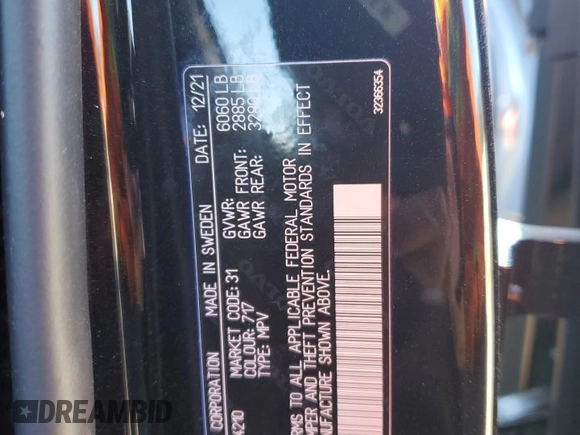 CORPORATION MADE IN SWEDEN DATE: 12/21
4210 MARKET CODE: 31 GVWR: 6060 LB
COLOUR: 717 GAWR FRONT: 2885 LB
TYPE: MPV GAWR REAR: LB
RMS TO ALL APPLICABLE FEDERAL MOTOR
MPER AND THEFT PREVENTION STANDARDS IN EFFECT
NUFACTURE SHOWN ABOVE.
32366354
DREAMBID